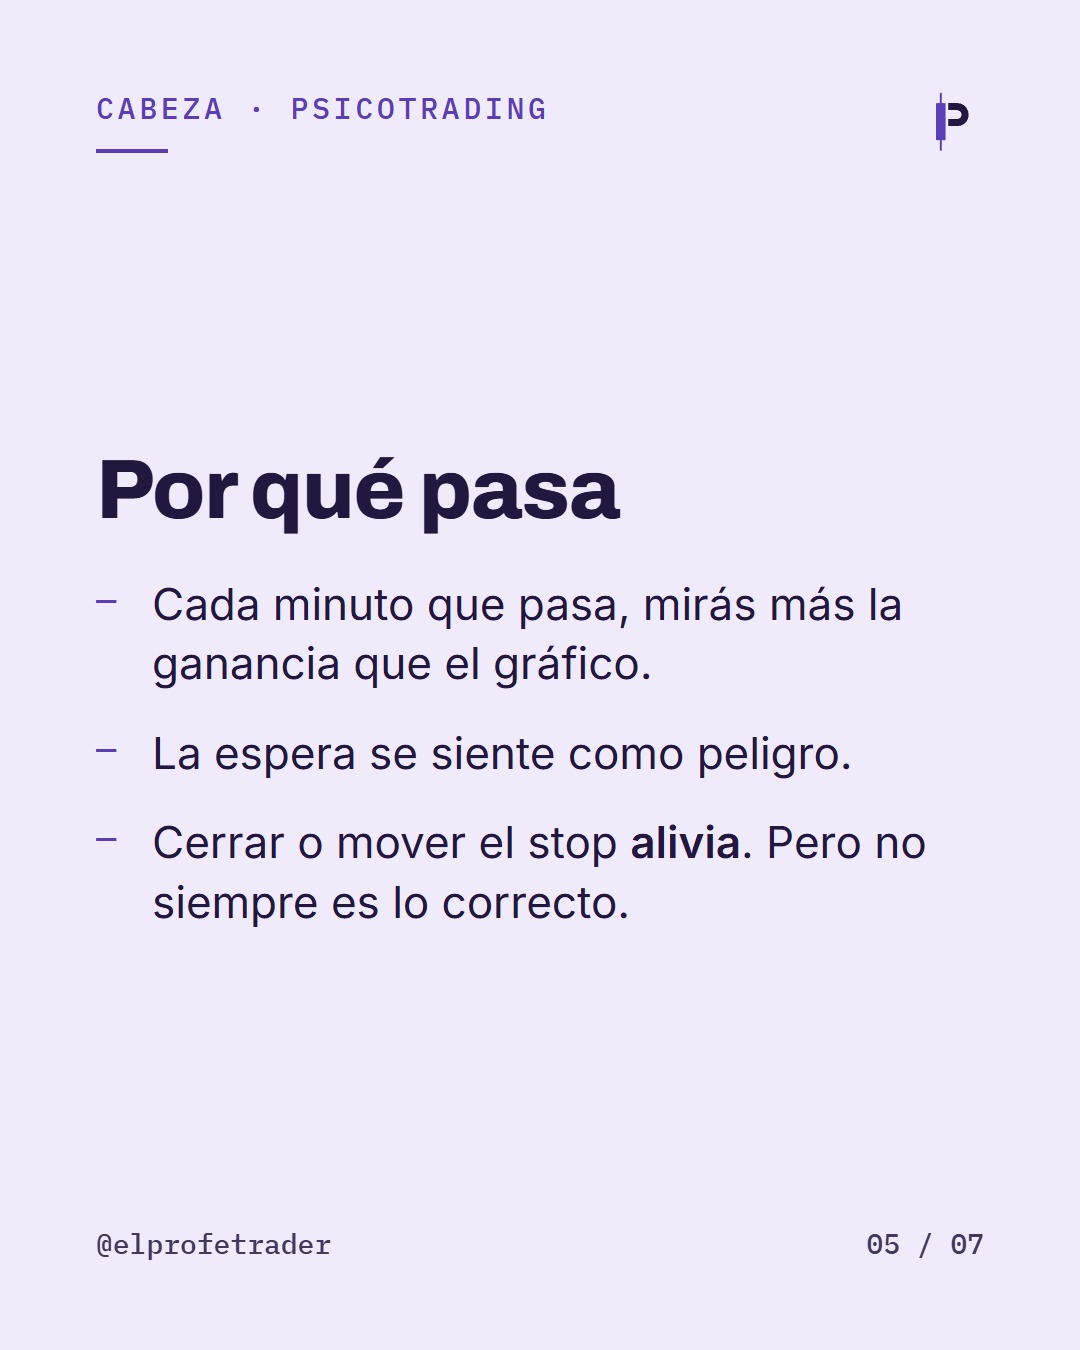 CABEZA · PSICOTRADING
Por qué pasa
– Cada minuto que pasa, mirás más la
ganancia que el gráfico.
– La espera se siente como peligro.
– Cerrar o mover el stop alivia. Pero no
siempre es lo correcto.
@elprofetrader
05 / 07